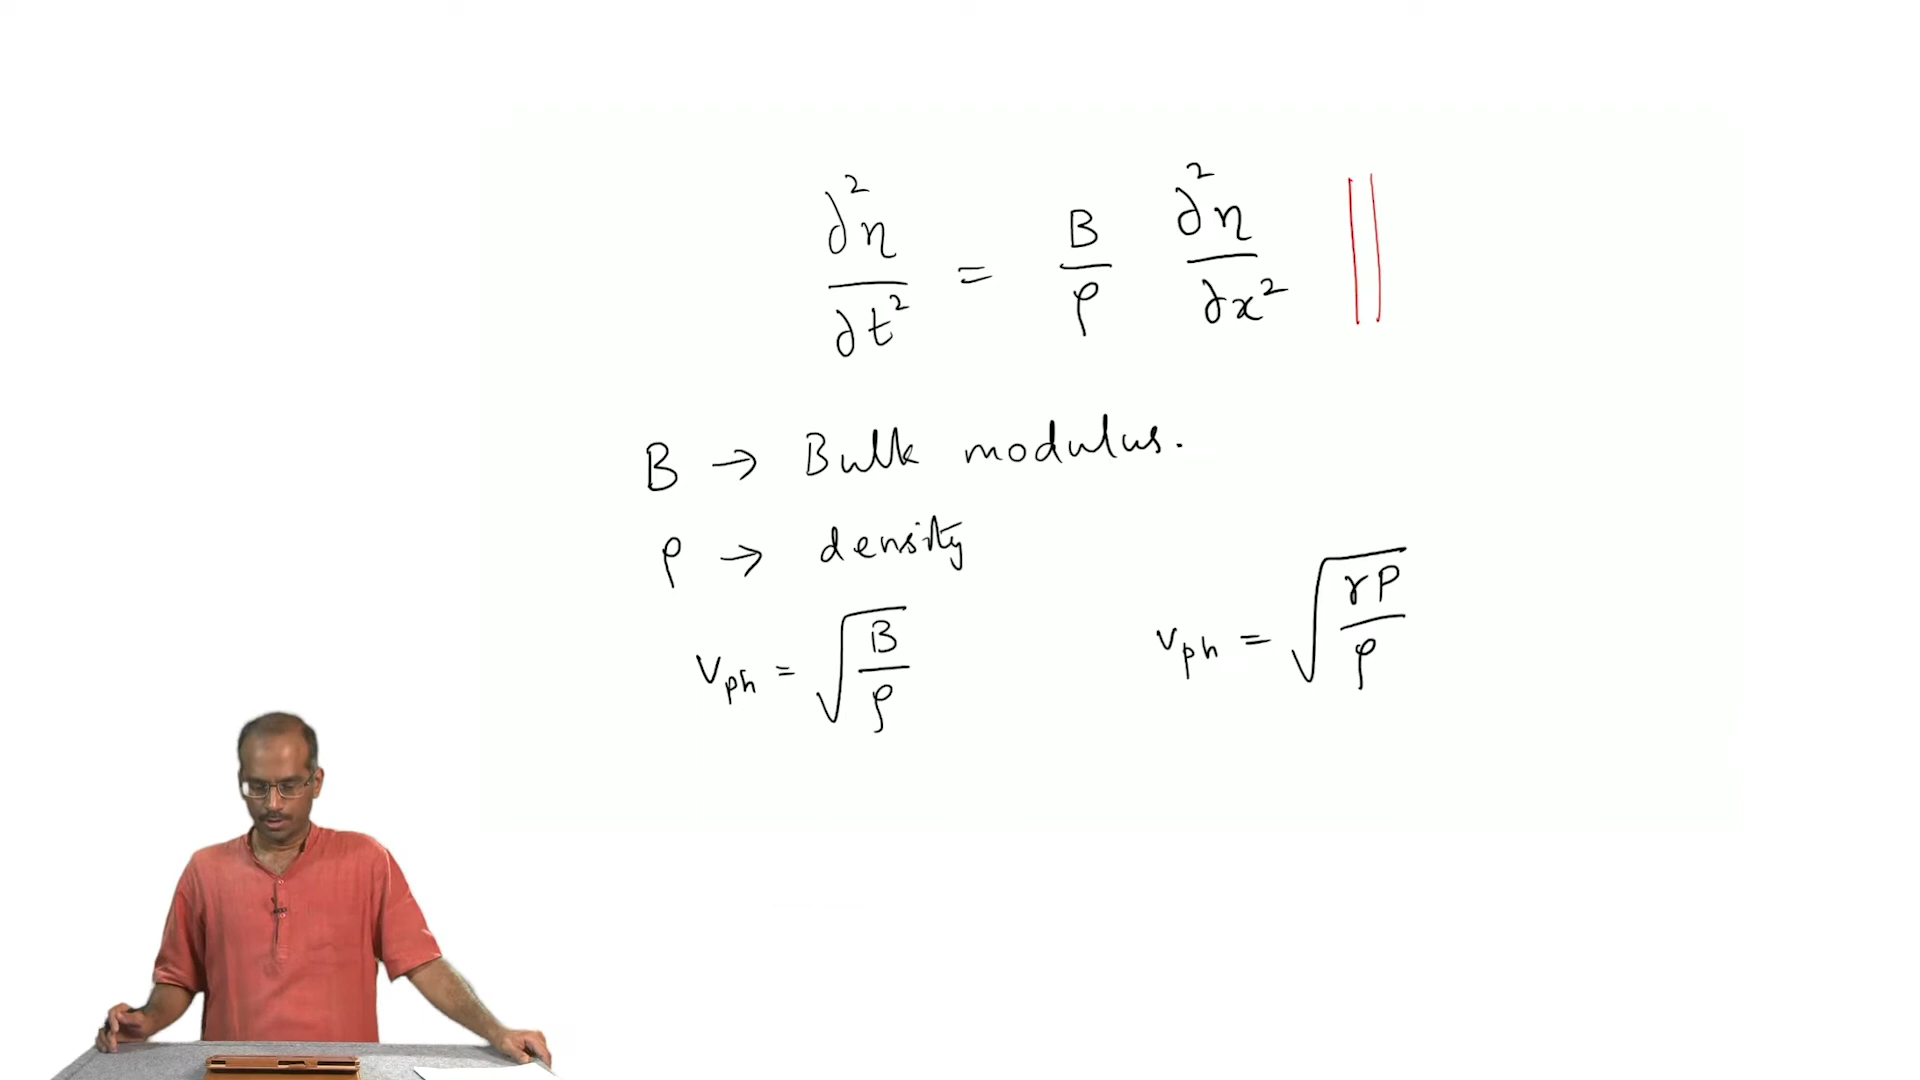 ∂²η/∂t² = B/ρ ∂²η/∂x²
B → Bulk modulus.
ρ → density
v_ph = √(B/ρ)
v_ph = √(γP/ρ)